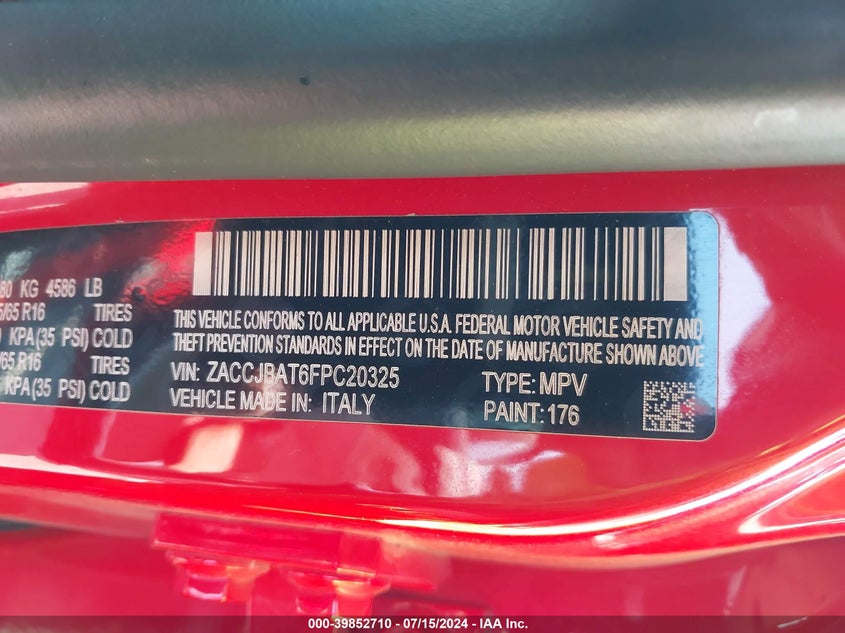 80 KG 4586 LB
/65 R16 TIRES
KPA(35 PSI) COLD
/65 R16 TIRES
KPA(35 PSI) COLD
THIS VEHICLE CONFORMS TO ALL APPLICABLE U.S.A. FEDERAL MOTOR VEHICLE SAFETY AND
THEFT PREVENTION STANDARDS IN EFFECT ON THE DATE OF MANUFACTURE SHOWN ABOVE
VIN: ZACCJBAT6FPC20325 TYPE: MPV
VEHICLE MADE IN: ITALY PAINT: 176
000-39852710 - 07/15/2024 - IAA Inc.